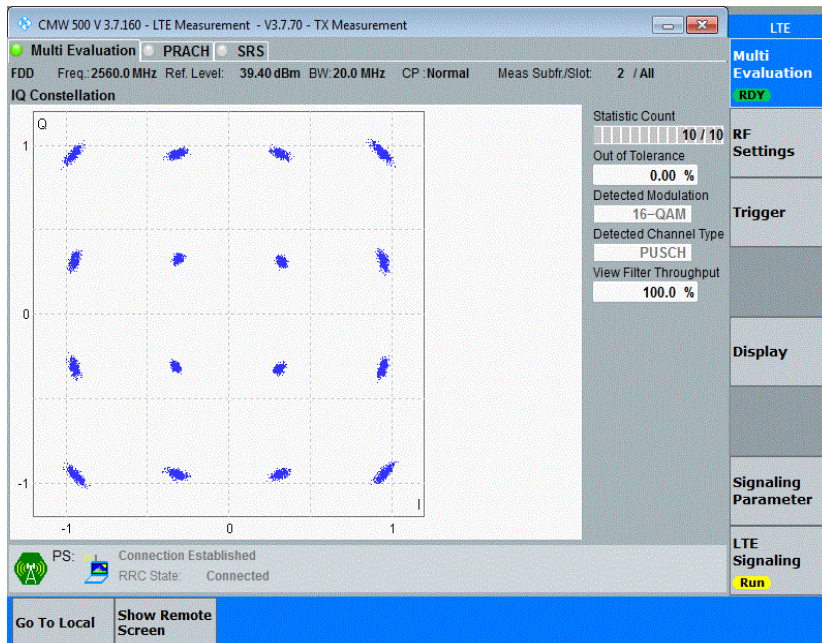 CMW 500 V 3.7.160 - LTE Measurement - V3.7.70 - TX Measurement
LTE
Multi Evaluation PRACH SRS
FDD Freq.: 2560.0 MHz Ref. Level: 39.40 dBm BW: 20.0 MHz CP : Normal Meas Subfr./Slot: 2 / All
IQ Constellation
Q
1
0
-1
I
-1 0 1
Statistic Count
10 / 10
Out of Tolerance
0.00 %
Detected Modulation
16-QAM
Detected Channel Type
PUSCH
View Filter Throughput
100.0 %
Multi
Evaluation
RDY
RF
Settings
Trigger
Display
Signaling
Parameter
LTE
Signaling
Run
PS: Connection Established
RRC State: Connected
Go To Local
Show Remote
Screen